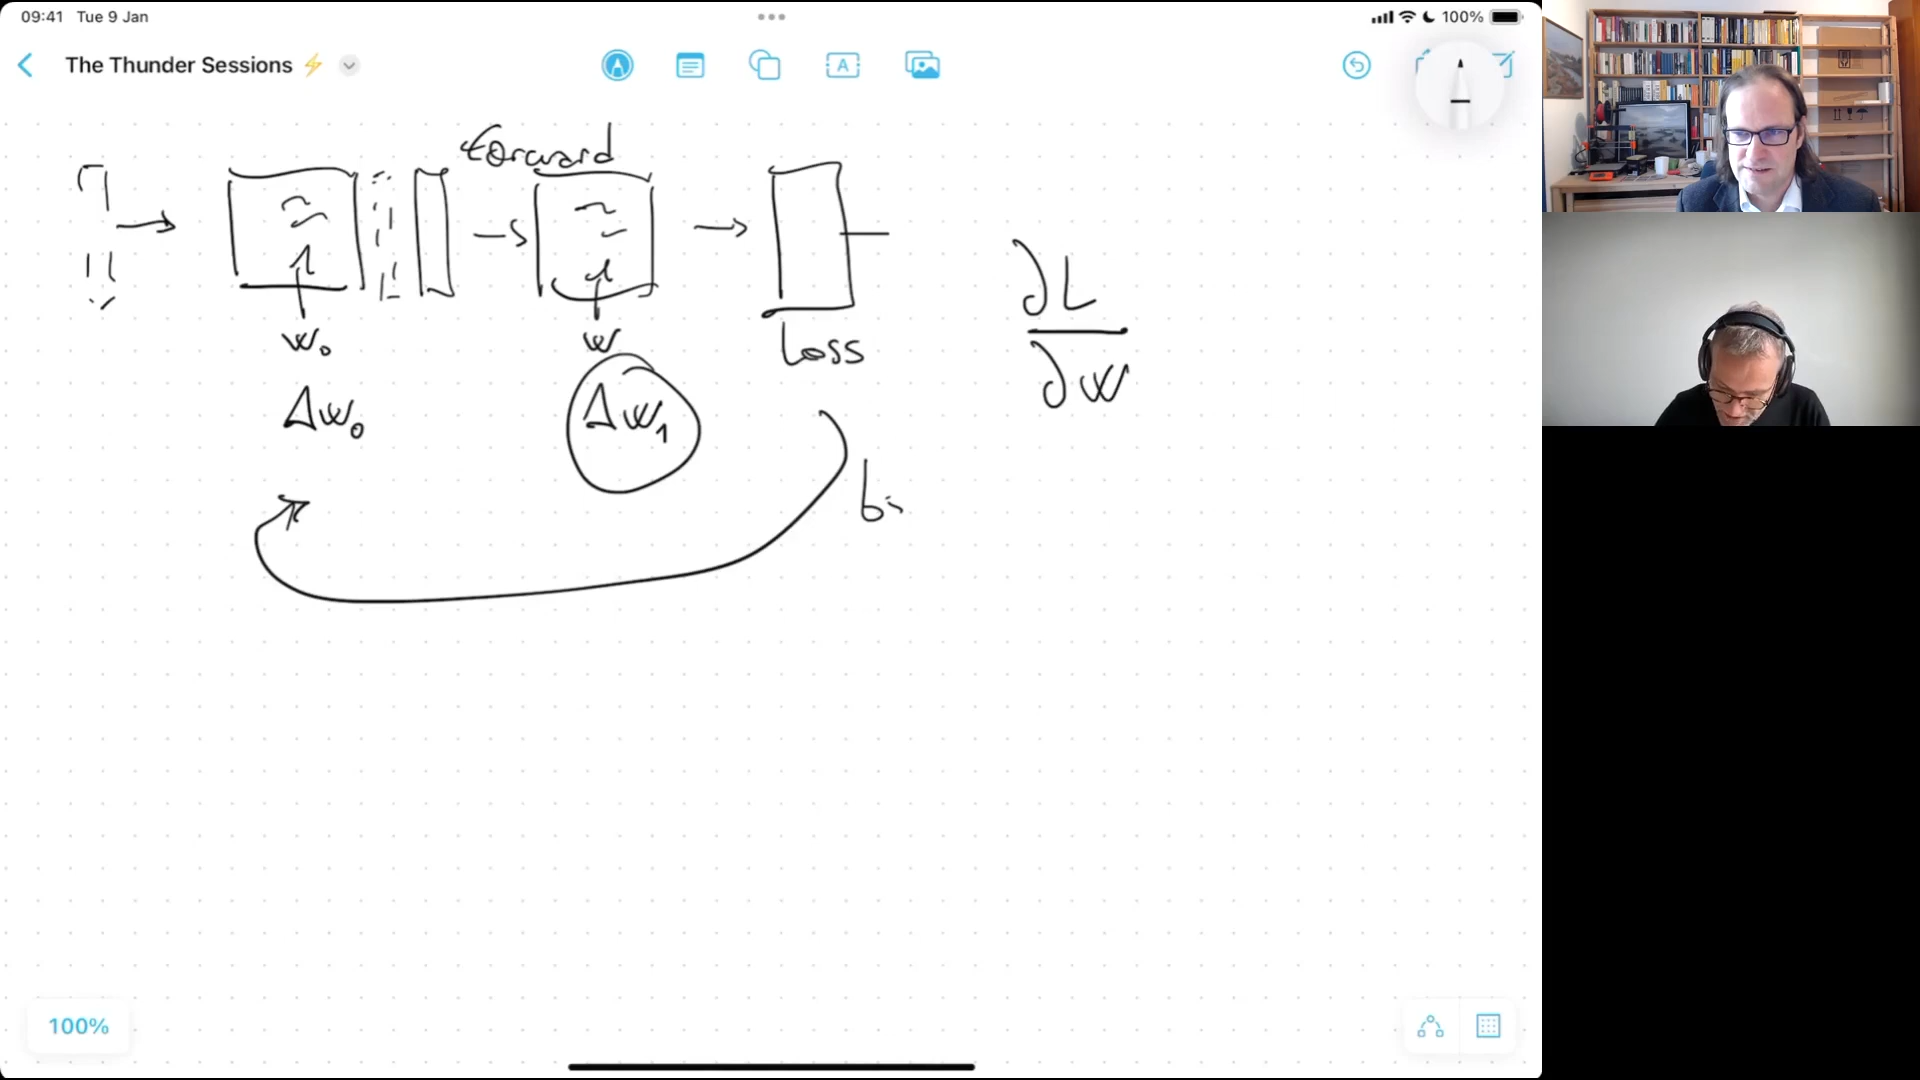 09:41 Tue 9 Jan
100%
The Thunder Sessions ⚡
A
forward
W₀
W
Loss
ΔW₀
ΔW₁
∂L
∂W
100%